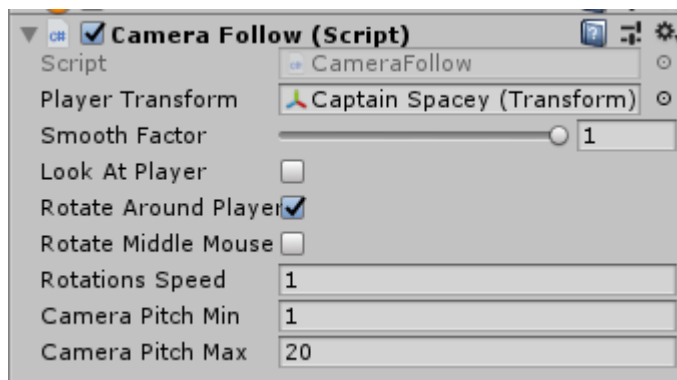 Camera Follow (Script)
Script CameraFollow
Player Transform Captain Spacey (Transform)
Smooth Factor 1
Look At Player
Rotate Around Player
Rotate Middle Mouse
Rotations Speed 1
Camera Pitch Min 1
Camera Pitch Max 20